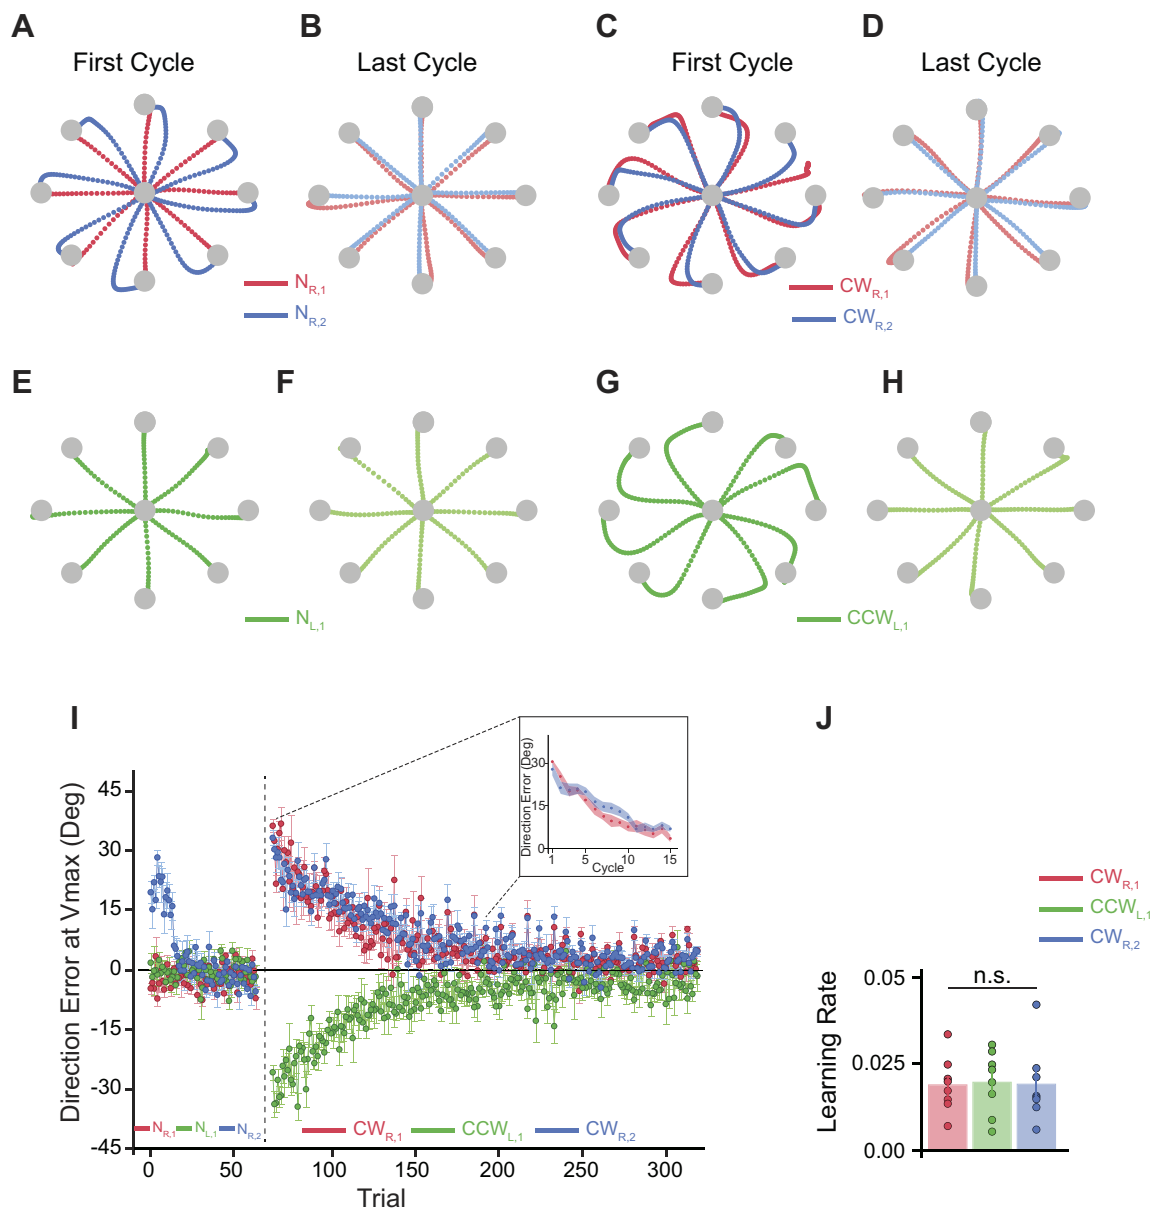 A
B
C
D
First Cycle
Last Cycle
First Cycle
Last Cycle
N R,1
N R,2
CW R,1
CW R,2
E
F
G
H
N L,1
CCW L,1
I
J
Direction Error (Deg)
30
15
0
1
5
10
15
Cycle
Direction Error at Vmax (Deg)
45
30
15
0
-15
-30
-45
N R,1
N L,1
N R,2
CW R,1
CCW L,1
CW R,2
0
50
100
150
200
250
300
Trial
CW R,1
CCW L,1
CW R,2
n.s.
Learning Rate
0.05
0.025
0.00